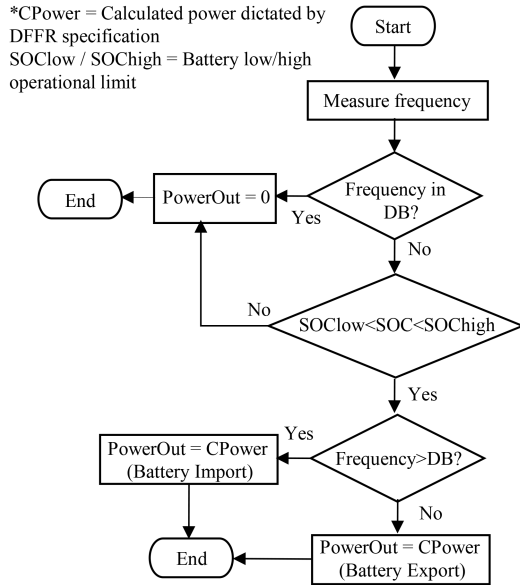 *CPower = Calculated power dictated by
DFFR specification
SOClow / SOChigh = Battery low/high
operational limit
Start
Measure frequency
Frequency in
DB?
Yes
PowerOut = 0
End
No
SOClow<SOC<SOChigh
No
Yes
Frequency>DB?
Yes
PowerOut = CPower
(Battery Import)
No
PowerOut = CPower
(Battery Export)
End